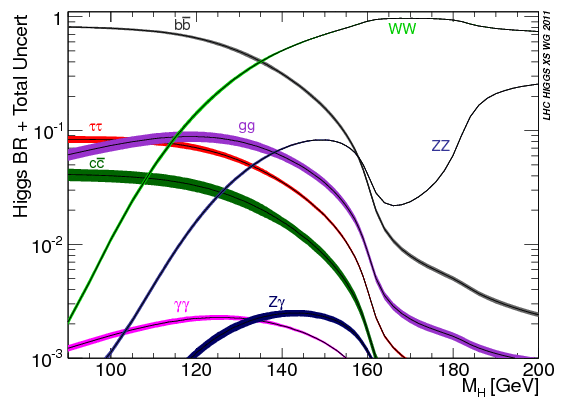 Higgs BR + Total Uncert
1
10-1
10-2
10-3
bb̅
WW
ττ
gg
ZZ
cc̅
γγ
Zγ
100
120
140
160
180
200
MH [GeV]
LHC HIGGS XS WG 2011